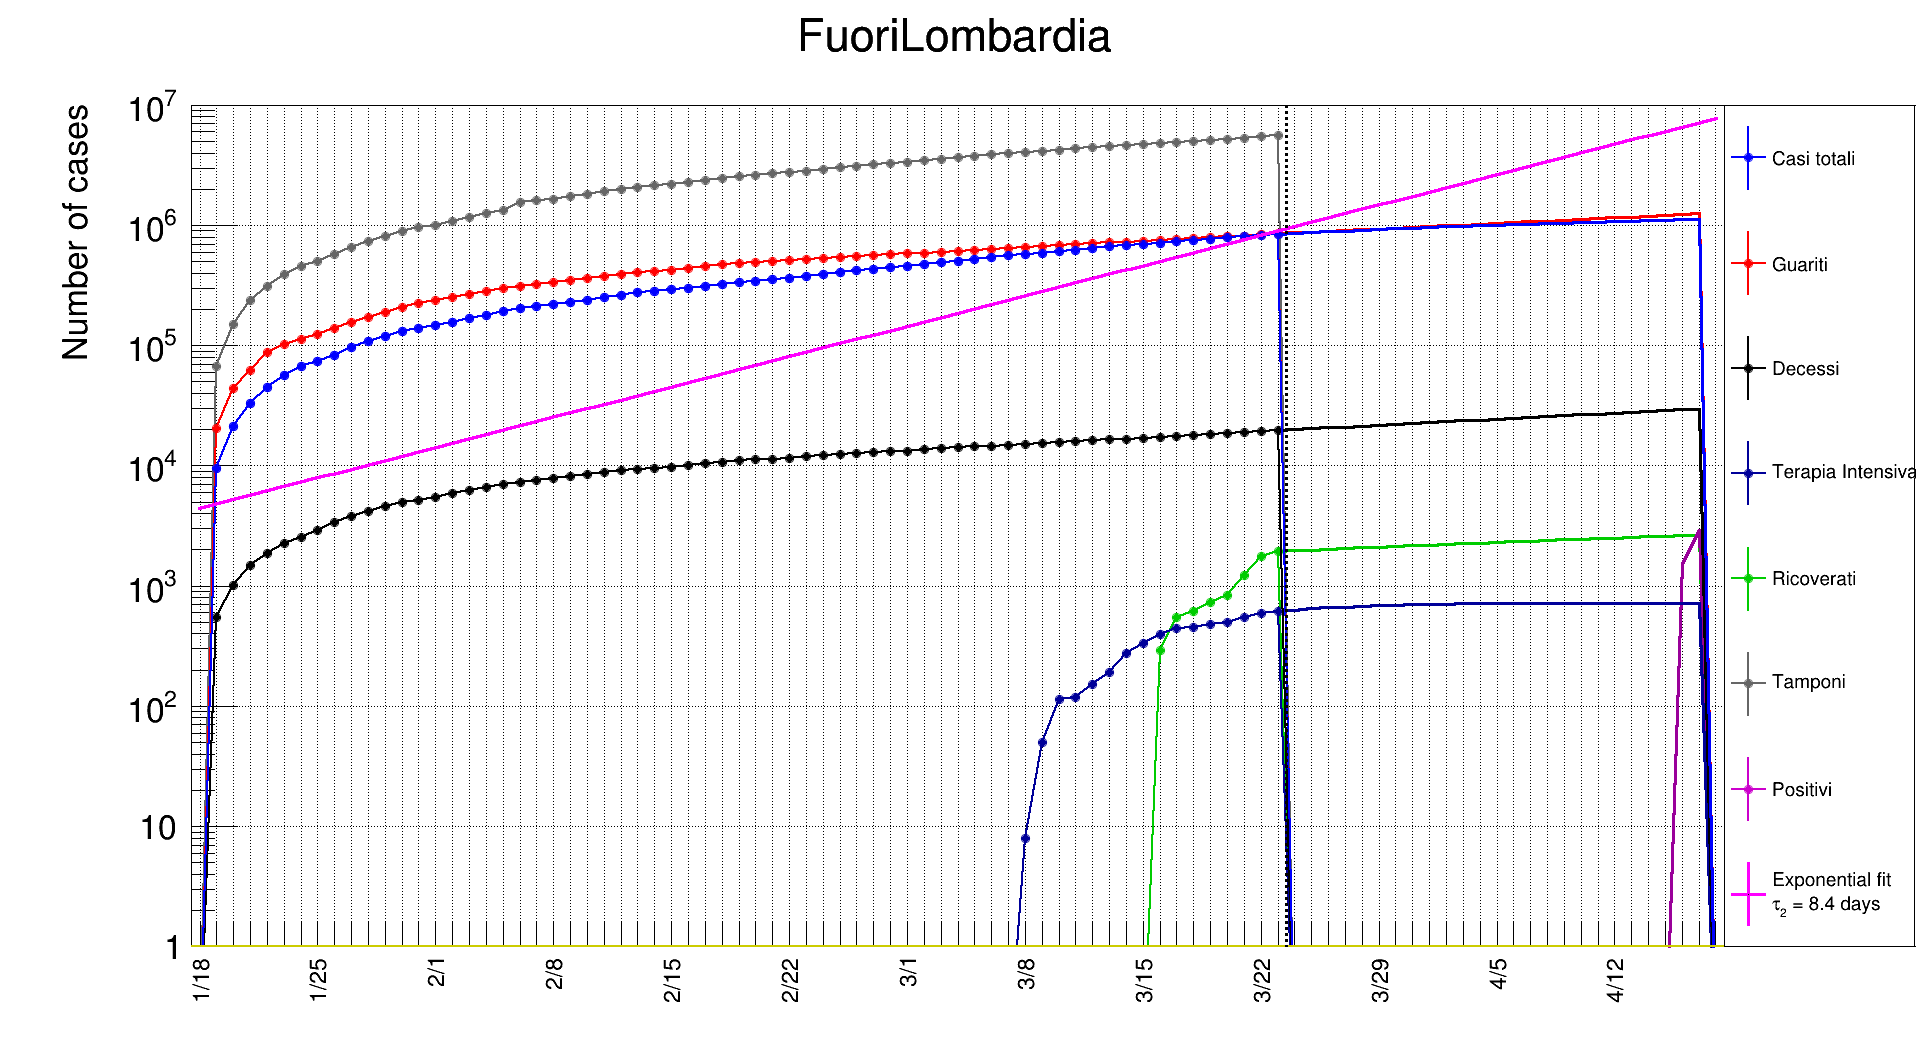 FuoriLombardia
Number of cases
10^7
10^6
10^5
10^4
10^3
10^2
10
1
1/18
1/25
2/1
2/8
2/15
2/22
3/1
3/8
3/15
3/22
3/29
4/5
4/12
Casi totali
Guariti
Decessi
Terapia Intensiva
Ricoverati
Tamponi
Positivi
Exponential fit
τ₂ = 8.4 days